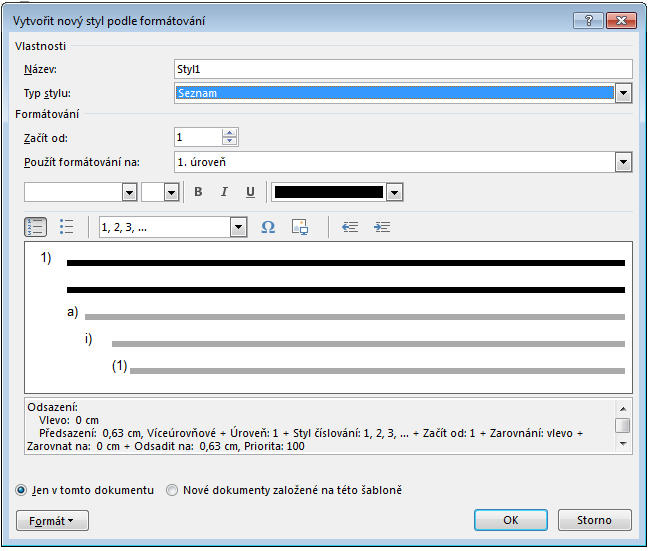 Vytvořit nový styl podle formátování
Vlastnosti
Název:
Styl1
Typ stylu:
Seznam
Formátování
Začít od:
1
Použít formátování na:
1. úroveň
B I U
1, 2, 3, ...
Ω
1)
a)
i)
(1)
Odsazení:
Vlevo: 0 cm
Předsazení: 0,63 cm, Víceúrovňové + Úroveň: 1 + Styl číslování: 1, 2, 3, ... + Začít od: 1 + Zarovnání: vlevo +
Zarovnat na: 0 cm + Odsadit na: 0,63 cm, Priorita: 100
Jen v tomto dokumentu
Nové dokumenty založené na této šabloně
Formát
OK
Storno